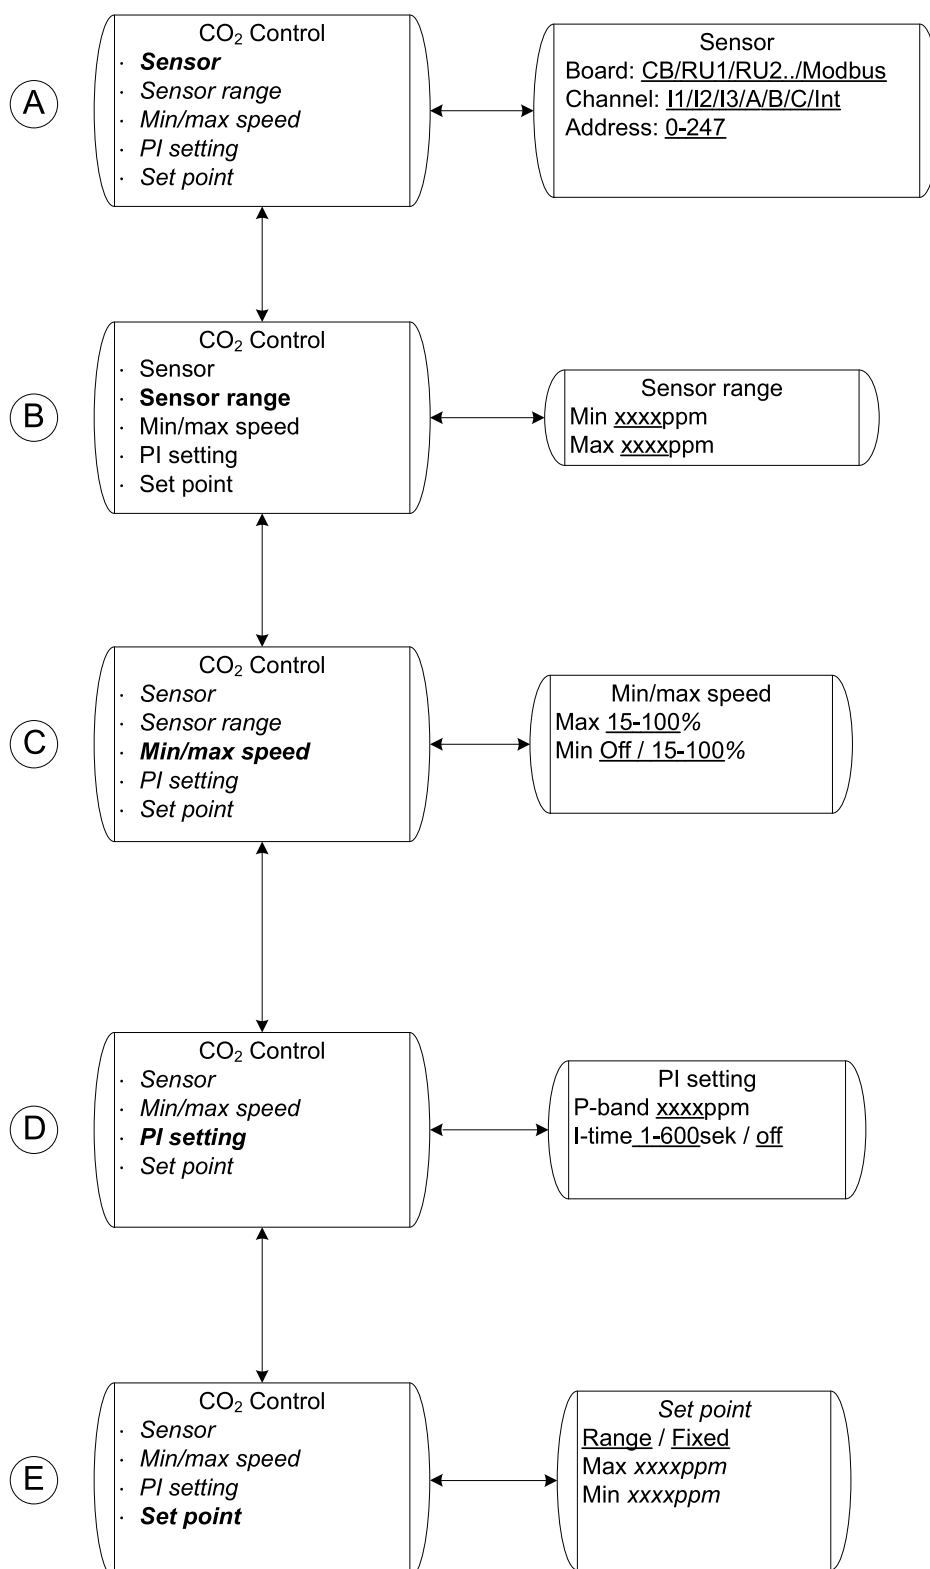 A
CO₂ Control
· Sensor
· Sensor range
· Min/max speed
· PI setting
· Set point
Sensor
Board: CB/RU1/RU2../Modbus
Channel: I1/I2/I3/A/B/C/Int
Address: 0-247
B
CO₂ Control
· Sensor
· Sensor range
· Min/max speed
· PI setting
· Set point
Sensor range
Min xxxxppm
Max xxxxppm
C
CO₂ Control
· Sensor
· Sensor range
· Min/max speed
· PI setting
· Set point
Min/max speed
Max 15-100%
Min Off / 15-100%
D
CO₂ Control
· Sensor
· Min/max speed
· PI setting
· Set point
PI setting
P-band xxxxppm
I-time 1-600sek / off
E
CO₂ Control
· Sensor
· Min/max speed
· PI setting
· Set point
Set point
Range / Fixed
Max xxxxppm
Min xxxxppm